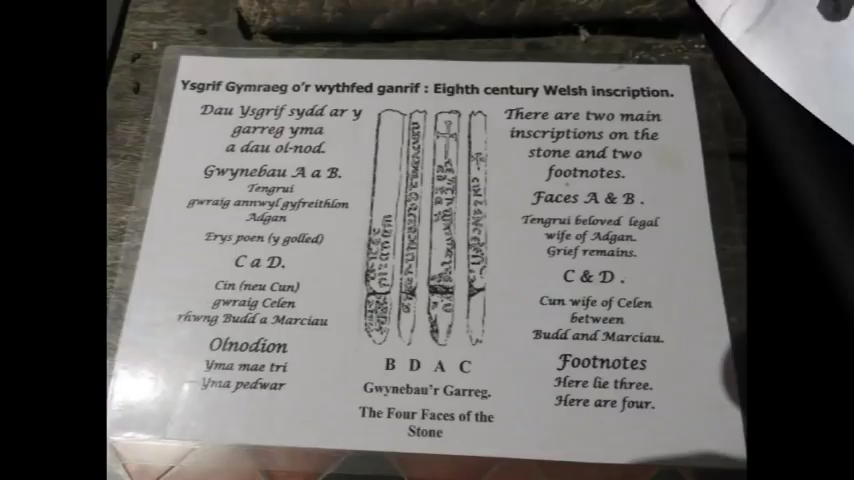 Ysgrif Gymraeg o'r wythfed ganrif : Eighth century Welsh inscription.
Dau Ysgrif sydd ar y
garreg yma
a dau ol-nod.
Gwynebau A a B.
Tengrui
gwraig annwyl gyfreithlon
Adgan
Erys poen (y golled)
C a D.
Cin (neu Cun)
gwraig Celen
rhwng Budd a Marciau
Olnodion
Yma mae tri
Yma pedwar
B D A C
Gwynebau'r Garreg.
The Four Faces of the
Stone
There are two main
inscriptions on the
stone and two
footnotes.
Faces A & B .
Tengrui beloved legal
wife of Adgan.
Grief remains.
C & D .
Cun wife of Celen
between
Budd and Marciau.
Footnotes
Here lie three.
Here are four.